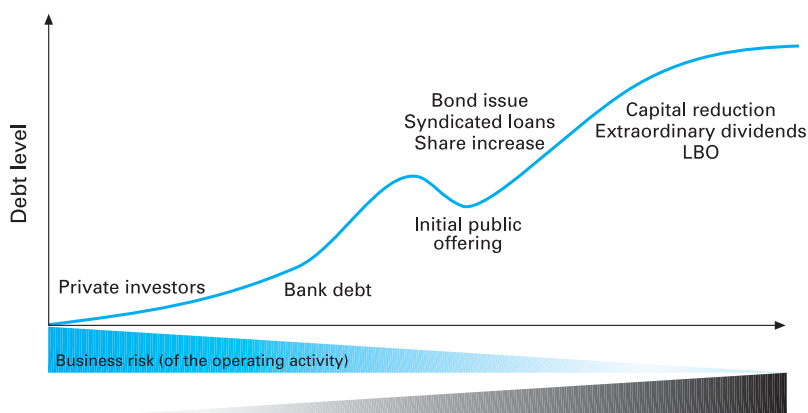 Debt level
Bond issue
Syndicated loans
Share increase
Capital reduction
Extraordinary dividends
LBO
Initial public
offering
Private investors
Bank debt
Business risk (of the operating activity)